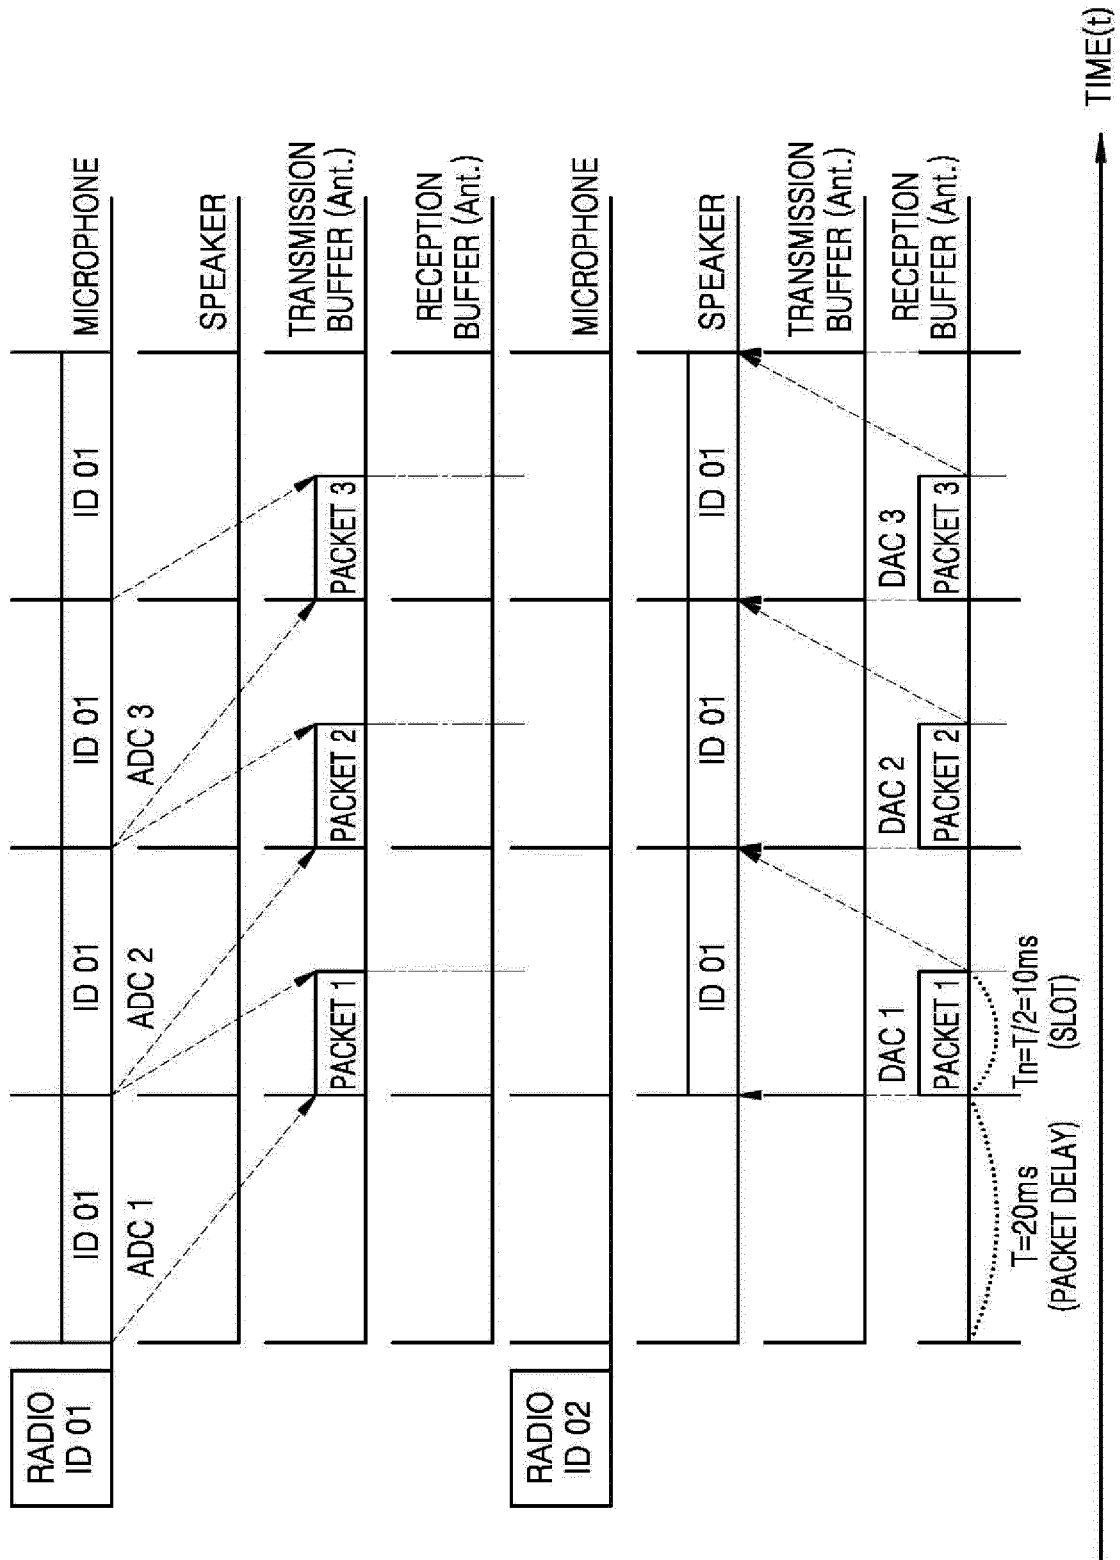 RADIO
ID 01
ID 01
ID 01
ID 01
ID 01
MICROPHONE
ADC 1
ADC 2
ADC 3
SPEAKER
PACKET 1
PACKET 2
PACKET 3
TRANSMISSION
BUFFER (Ant.)
RECEPTION
BUFFER (Ant.)
RADIO
ID 02
MICROPHONE
ID 01
ID 01
ID 01
SPEAKER
TRANSMISSION
BUFFER (Ant.)
DAC 1
DAC 2
DAC 3
PACKET 1
PACKET 2
PACKET 3
RECEPTION
BUFFER (Ant.)
T=20ms
(PACKET DELAY)
Tn=T/2=10ms
(SLOT)
TIME(t)